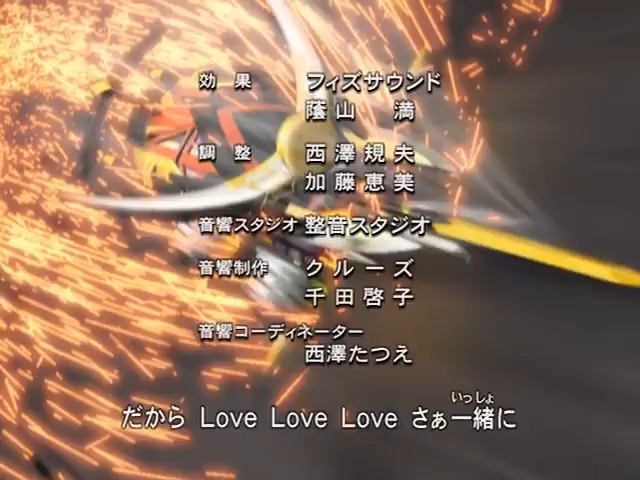 効 果 フィズサウンド
蔭山 満
調 整 西澤規夫
加藤恵美
音響スタジオ 整音スタジオ
音響制作 クルーズ
千田啓子
音響コーディネーター
西澤たつえ
いっしょ
だから Love Love Love さぁ一緒に